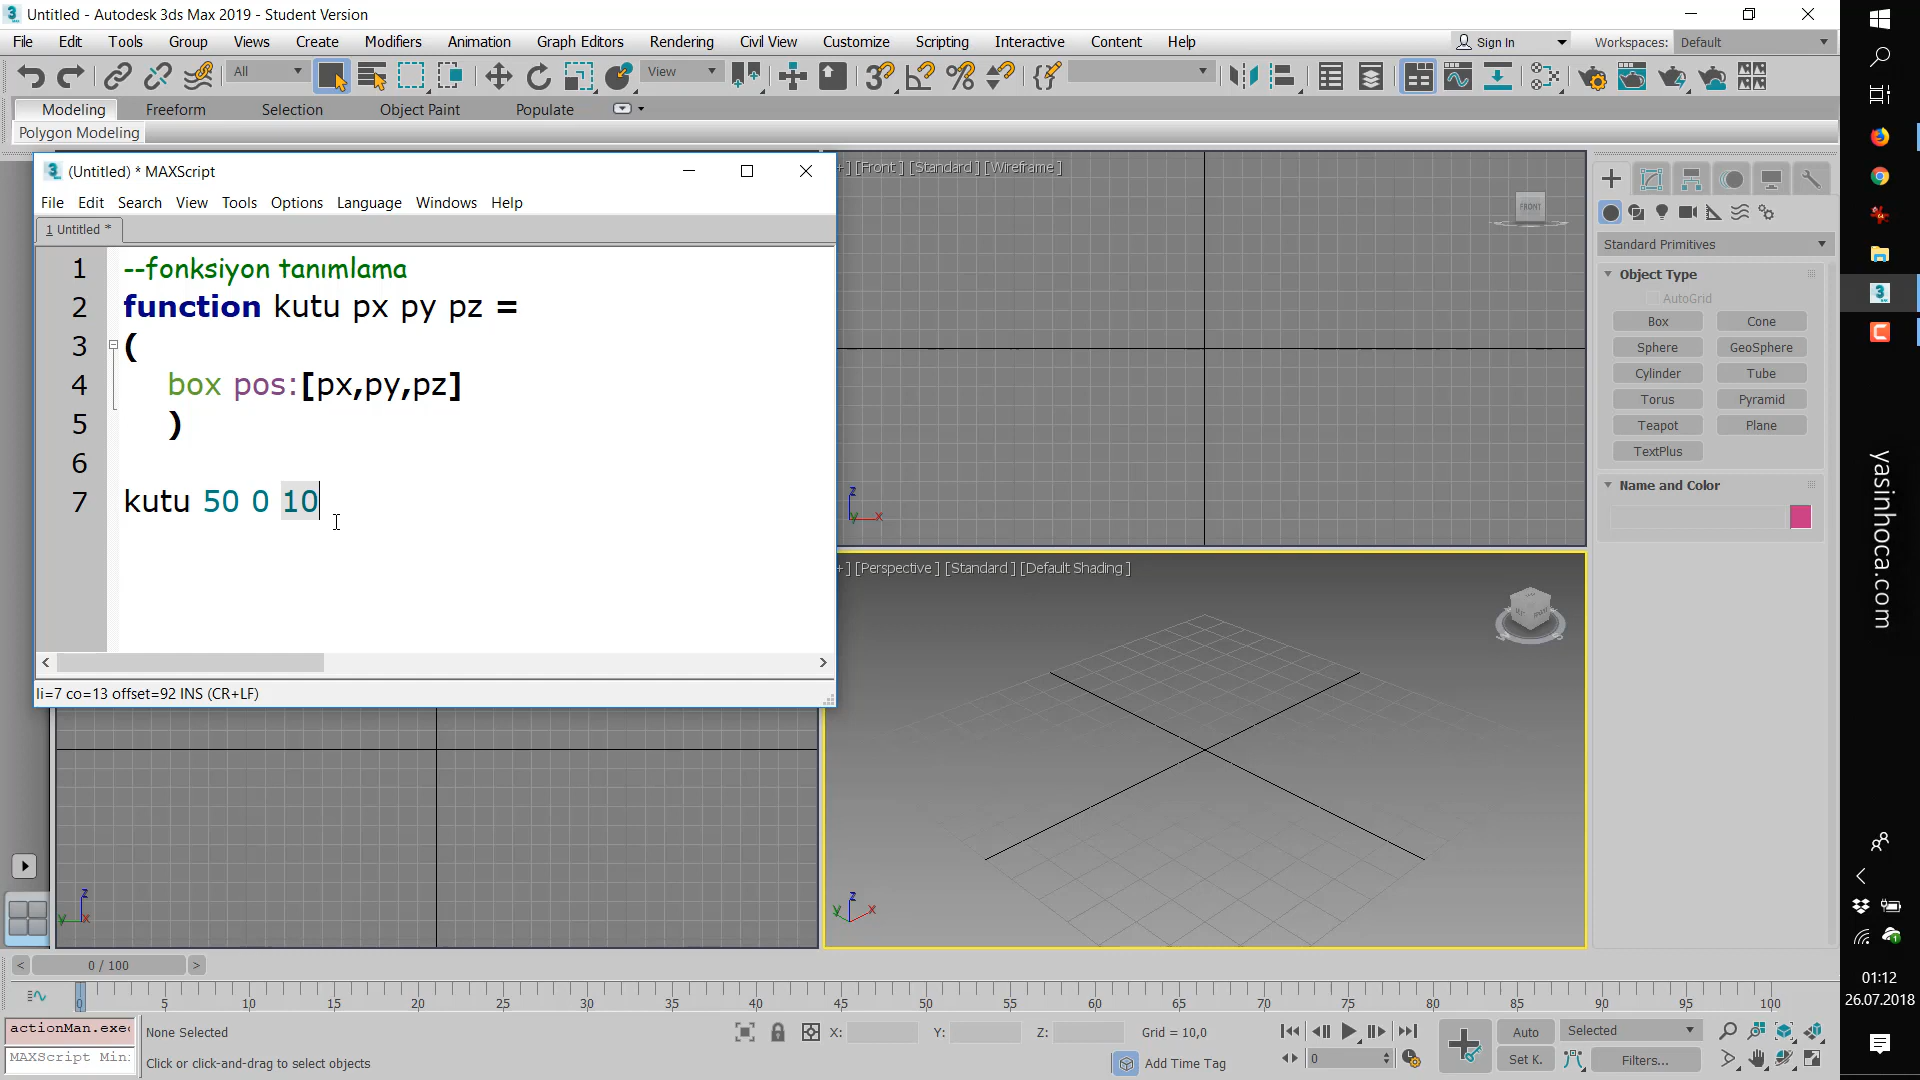 Untitled - Autodesk 3ds Max 2019 - Student Version
File Edit Tools Group Views Create Modifiers Animation Graph Editors Rendering Civil View Customize Scripting Interactive Content Help
Sign In
Workspaces: Default
All
View
Modeling Freeform Selection Object Paint Populate
Polygon Modeling
(Untitled) * MAXScript
File Edit Search View Tools Options Language Windows Help
1 Untitled *
1 --fonksiyon tanımlama
2 function kutu px py pz =
3 (
4 box pos:[px,py,pz]
5 )
6
7 kutu 50 0 10
li=7 co=13 offset=92 INS (CR+LF)
+] [Front ] [Standard ] [Wireframe ]
FRONT
z
y x
+] [Perspective ] [Standard ] [Default Shading ]
z
y x
z
y x
Standard Primitives
Object Type
AutoGrid
Box Cone
Sphere GeoSphere
Cylinder Tube
Torus Pyramid
Teapot Plane
TextPlus
Name and Color
yasinhoca.com
01:12
26.07.2018
< 0 / 100 >
0 5 10 15 20 25 30 35 40 45 50 55 60 65 70 75 80 85 90 95 100
actionMan.exe
MAXScript Min
None Selected
Click or click-and-drag to select objects
X: Y: Z: Grid = 10,0
Add Time Tag
0
Auto Selected
Set K. Filters...